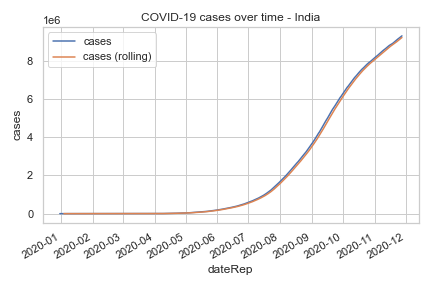 COVID-19 cases over time - India
1e6
cases
cases (rolling)
8
6
4
2
0
cases
2020-01
2020-02
2020-03
2020-04
2020-05
2020-06
2020-07
2020-08
2020-09
2020-10
2020-11
2020-12
dateRep